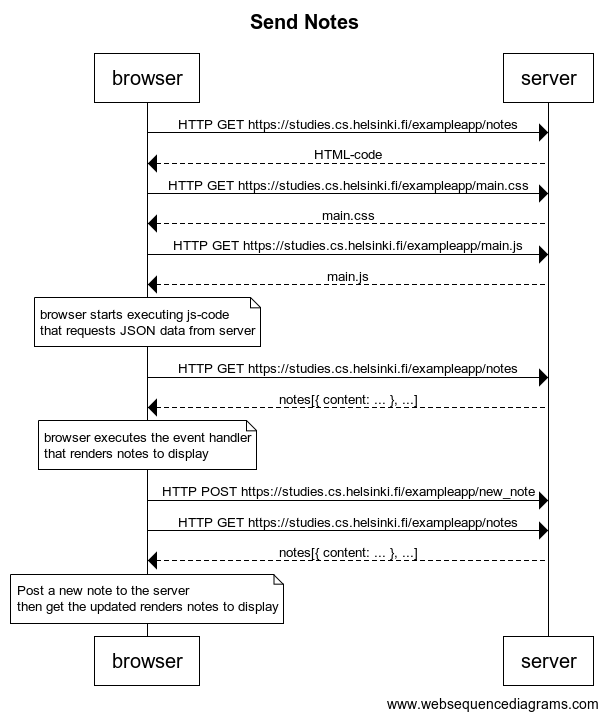 Send Notes
browser
server
HTTP GET https://studies.cs.helsinki.fi/exampleapp/notes
HTML-code
HTTP GET https://studies.cs.helsinki.fi/exampleapp/main.css
main.css
HTTP GET https://studies.cs.helsinki.fi/exampleapp/main.js
main.js
browser starts executing js-code
that requests JSON data from server
HTTP GET https://studies.cs.helsinki.fi/exampleapp/notes
notes[{ content: ... }, ...]
browser executes the event handler
that renders notes to display
HTTP POST https://studies.cs.helsinki.fi/exampleapp/new_note
HTTP GET https://studies.cs.helsinki.fi/exampleapp/notes
notes[{ content: ... }, ...]
Post a new note to the server
then get the updated renders notes to display
browser
server
www.websequencediagrams.com